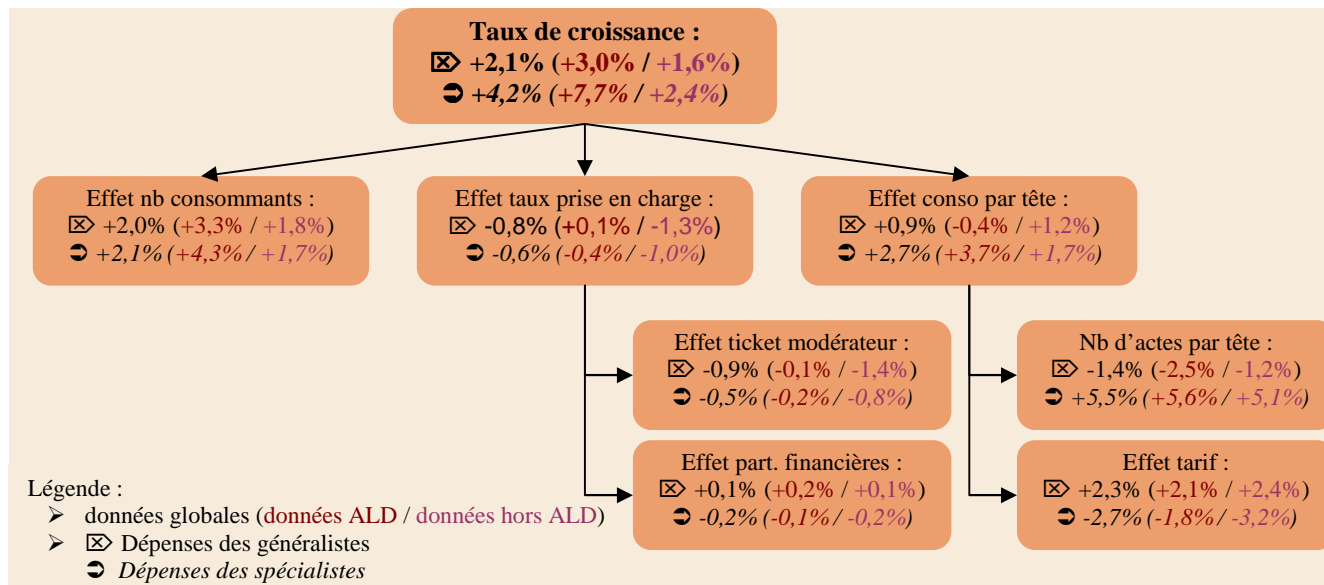 Taux de croissance :
⌦ +2,1% (+3,0% / +1,6%)
➲ +4,2% (+7,7% / +2,4%)
Effet nb consommants :
⌦ +2,0% (+3,3% / +1,8%)
➲ +2,1% (+4,3% / +1,7%)
Effet taux prise en charge :
⌦ -0,8% (+0,1% / -1,3%)
➲ -0,6% (-0,4% / -1,0%)
Effet conso par tête :
⌦ +0,9% (-0,4% / +1,2%)
➲ +2,7% (+3,7% / +1,7%)
Effet ticket modérateur :
⌦ -0,9% (-0,1% / -1,4%)
➲ -0,5% (-0,2% / -0,8%)
Nb d'actes par tête :
⌦ -1,4% (-2,5% / -1,2%)
➲ +5,5% (+5,6% / +5,1%)
Effet part. financières :
⌦ +0,1% (+0,2% / +0,1%)
➲ -0,2% (-0,1% / -0,2%)
Effet tarif :
⌦ +2,3% (+2,1% / +2,4%)
➲ -2,7% (-1,8% / -3,2%)
Légende :
➢ données globales (données ALD / données hors ALD)
➢ ⌦ Dépenses des généralistes
➲ Dépenses des spécialistes